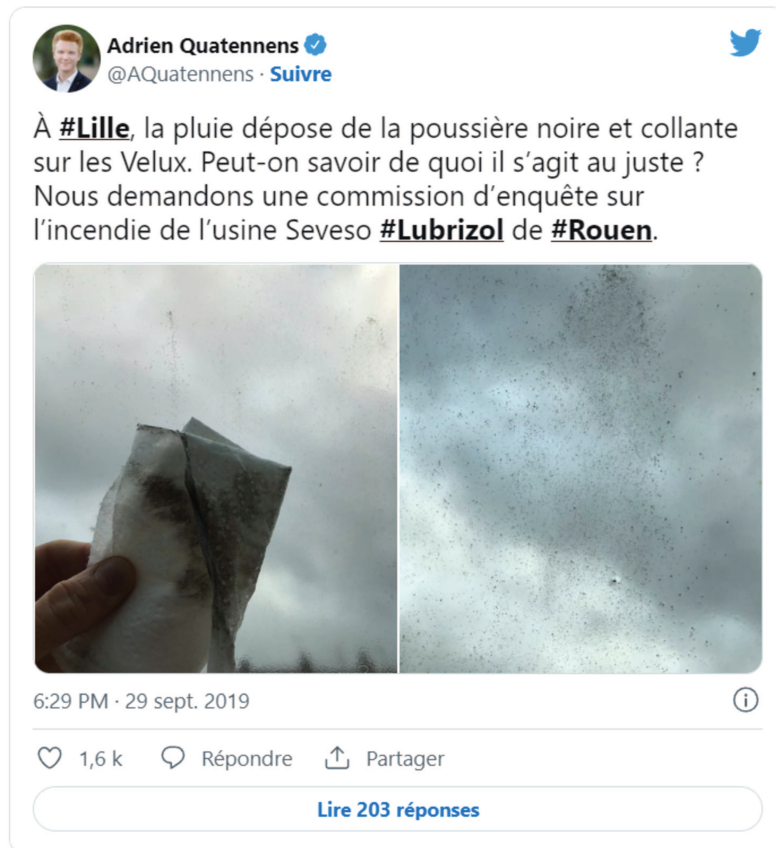 Adrien Quatennens
@AQuatennens · Suivre
À #Lille, la pluie dépose de la poussière noire et collante
sur les Velux. Peut-on savoir de quoi il s’agit au juste ?
Nous demandons une commission d’enquête sur
l’incendie de l’usine Seveso #Lubrizol de #Rouen.
6:29 PM · 29 sept. 2019
1,6 k Répondre Partager
Lire 203 réponses